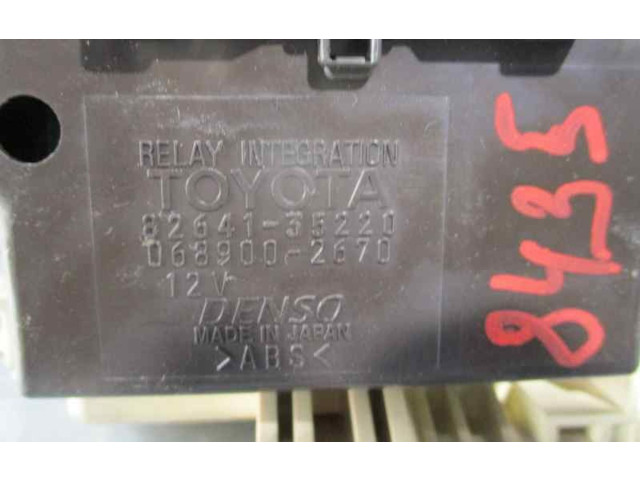 RELAY INTEGRATION
TOYOTA
82641-35220
068900-2670
12V
DENSO
MADE IN JAPAN
>ABS<
8435